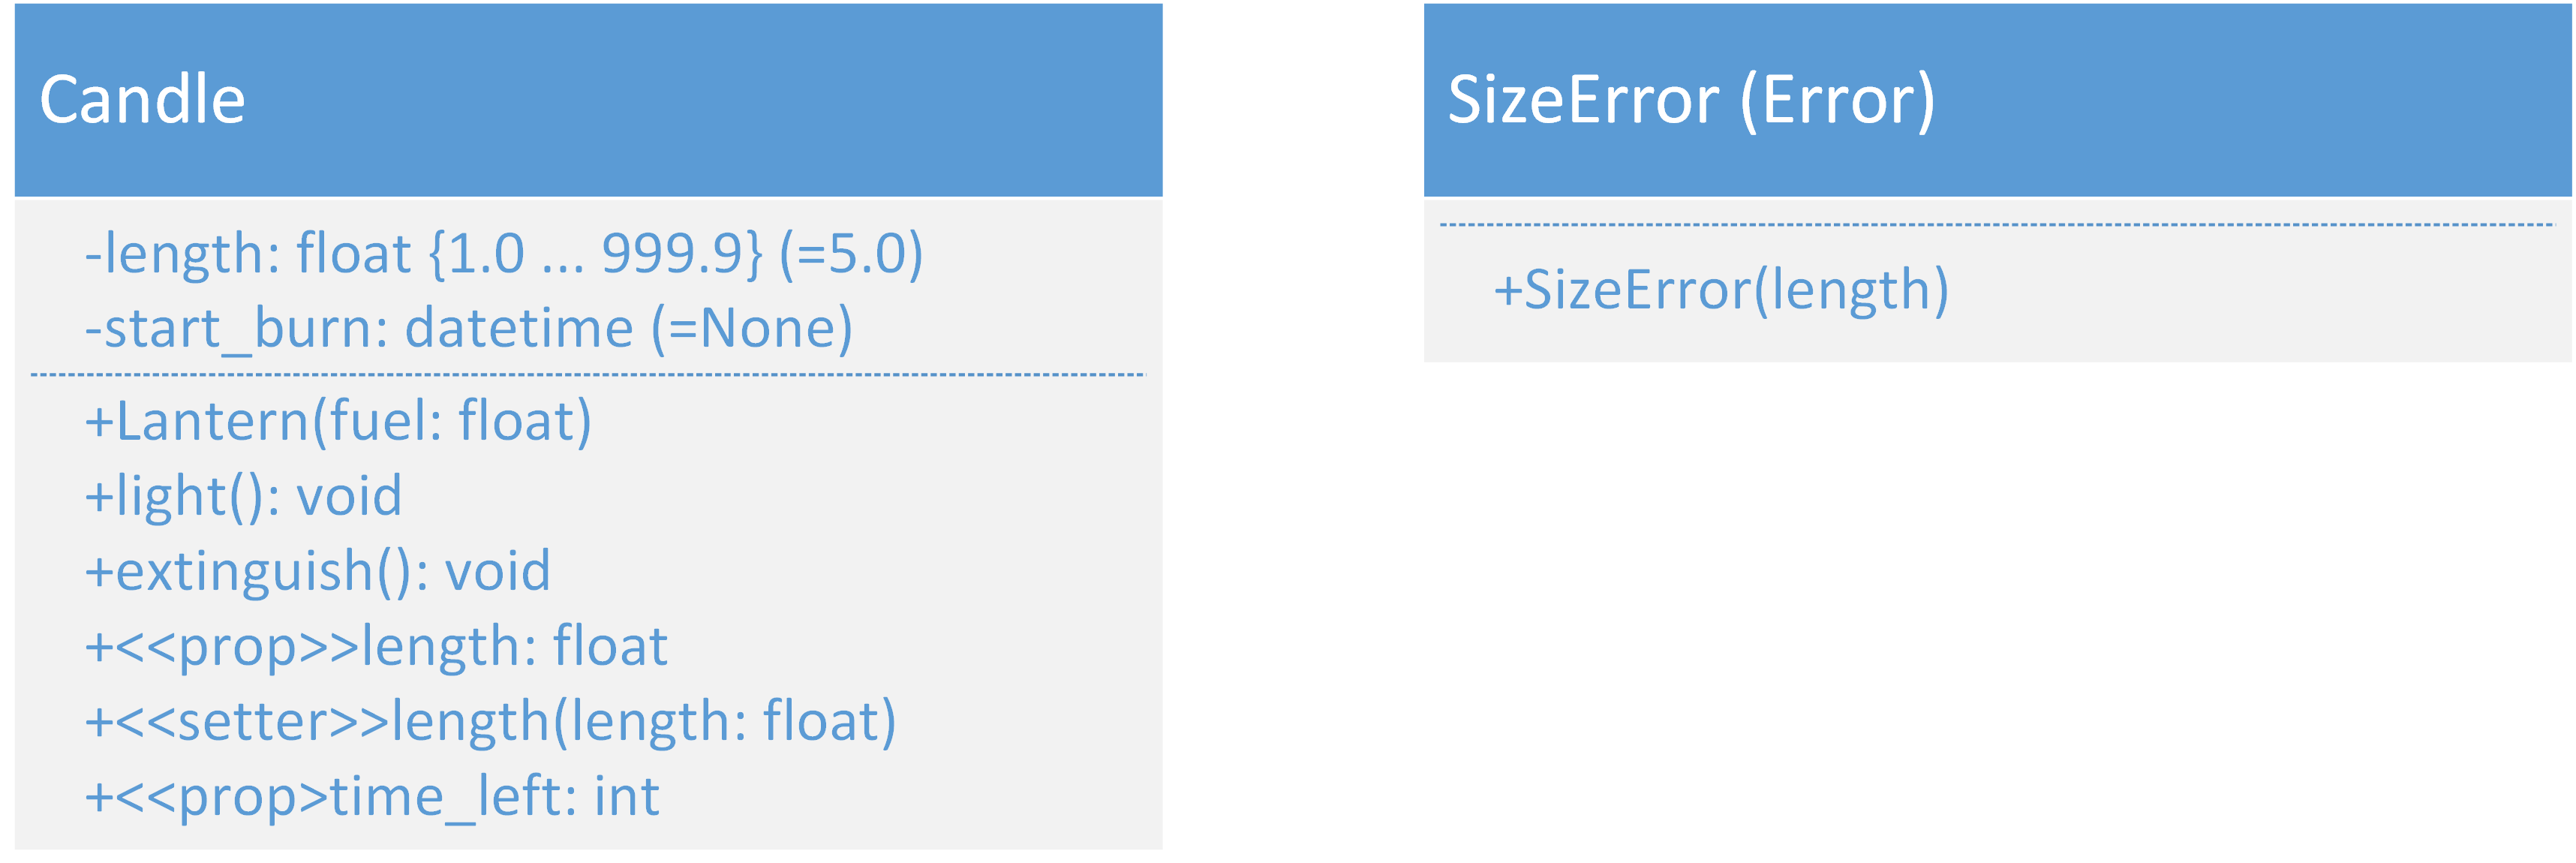 Candle
-length: float {1.0 ... 999.9} (=5.0)
-start_burn: datetime (=None)
+Lantern(fuel: float)
+light(): void
+extinguish(): void
+<<prop>>length: float
+<<setter>>length(length: float)
+<<prop>time_left: int
SizeError (Error)
+SizeError(length)